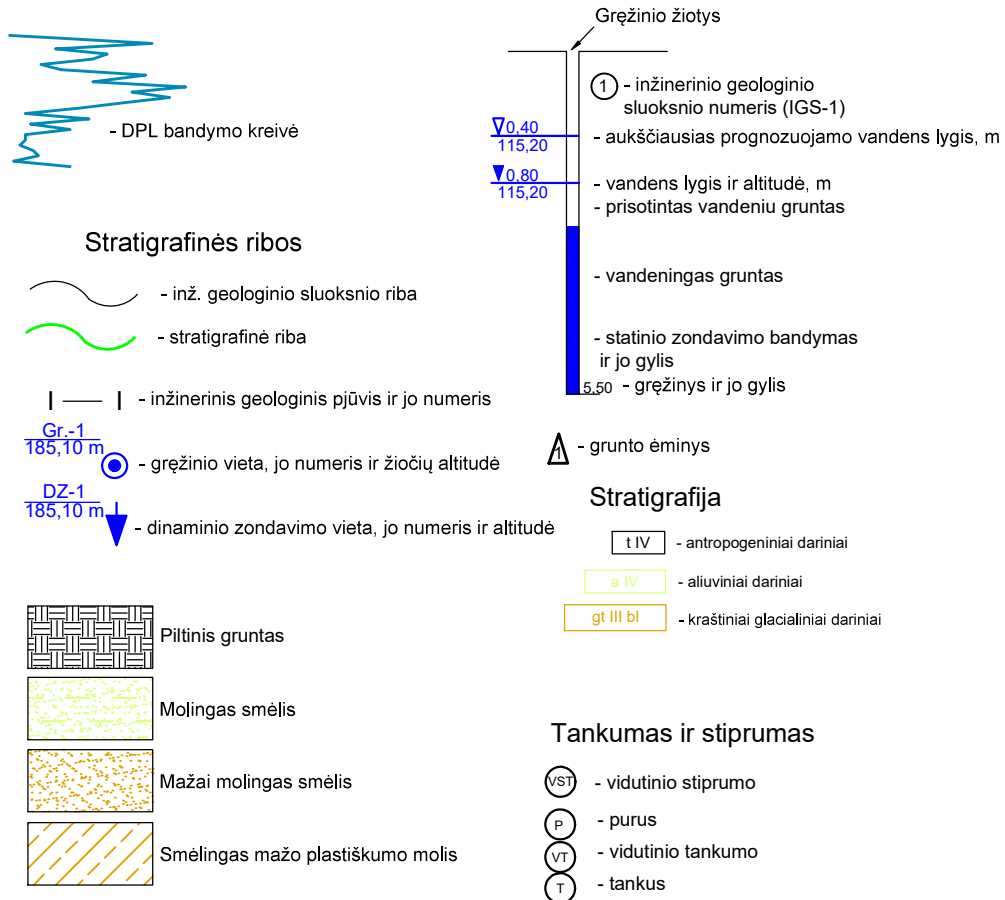 Gręžinio žiotys
1 - inžinerinio geologinio
sluoksnio numeris (IGS-1)
- DPL bandymo kreivė
0,40
115,20
- aukščiausias prognozuojamo vandens lygis, m
0,80
115,20
- vandens lygis ir altitudė, m
- prisotintas vandeniu gruntas
- vandeningas gruntas
- statinio zondavimo bandymas
ir jo gylis
5,50 - gręžinys ir jo gylis
Stratigrafinės ribos
- inž. geologinio sluoksnio riba
- stratigrafinė riba
I — I - inžinerinis geologinis pjūvis ir jo numeris
Gr.-1
185,10 m
- gręžinio vieta, jo numeris ir žiočių altitudė
DZ-1
185,10 m
- dinaminio zondavimo vieta, jo numeris ir altitudė
1 - grunto ėminys
Stratigrafija
t IV - antropogeniniai dariniai
a IV - aliuviniai dariniai
gt III bl - kraštiniai glacialiniai dariniai
Piltinis gruntas
Molingas smėlis
Mažai molingas smėlis
Smėlingas mažo plastiškumo molis
Tankumas ir stiprumas
VST - vidutinio stiprumo
P - purus
VT - vidutinio tankumo
T - tankus